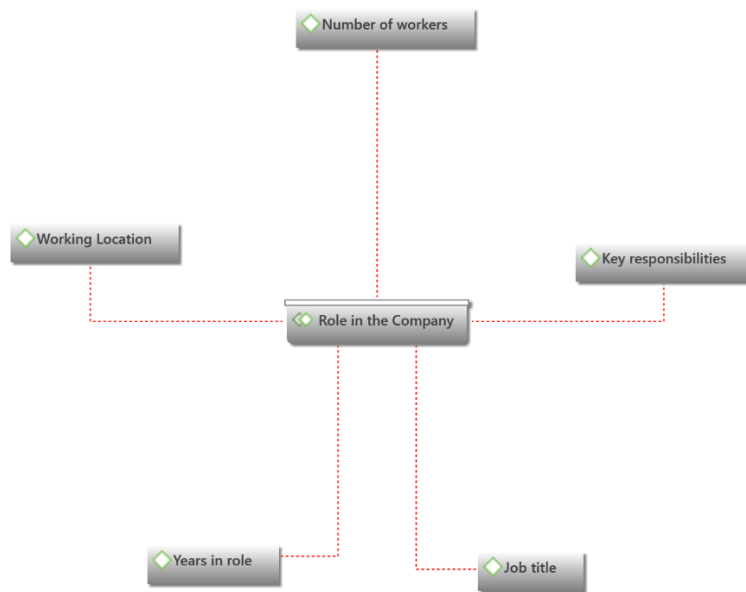 Number of workers
Working Location
Key responsibilities
Role in the Company
Years in role
Job title